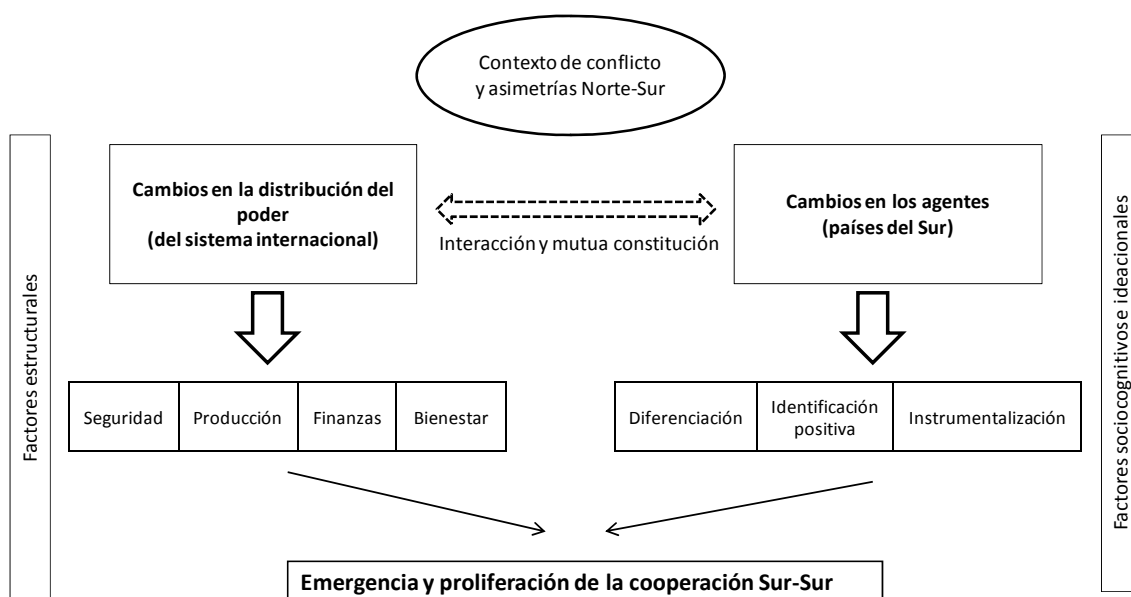 Contexto de conflicto
y asimetrías Norte-Sur
Factores estructurales
Cambios en la distribución del
poder
(del sistema internacional)
Interacción y mutua constitución
Cambios en los agentes
(países del Sur)
Factores sociocognitivose ideacionales
Seguridad
Producción
Finanzas
Bienestar
Diferenciación
Identificación
positiva
Instrumentalización
Emergencia y proliferación de la cooperación Sur-Sur